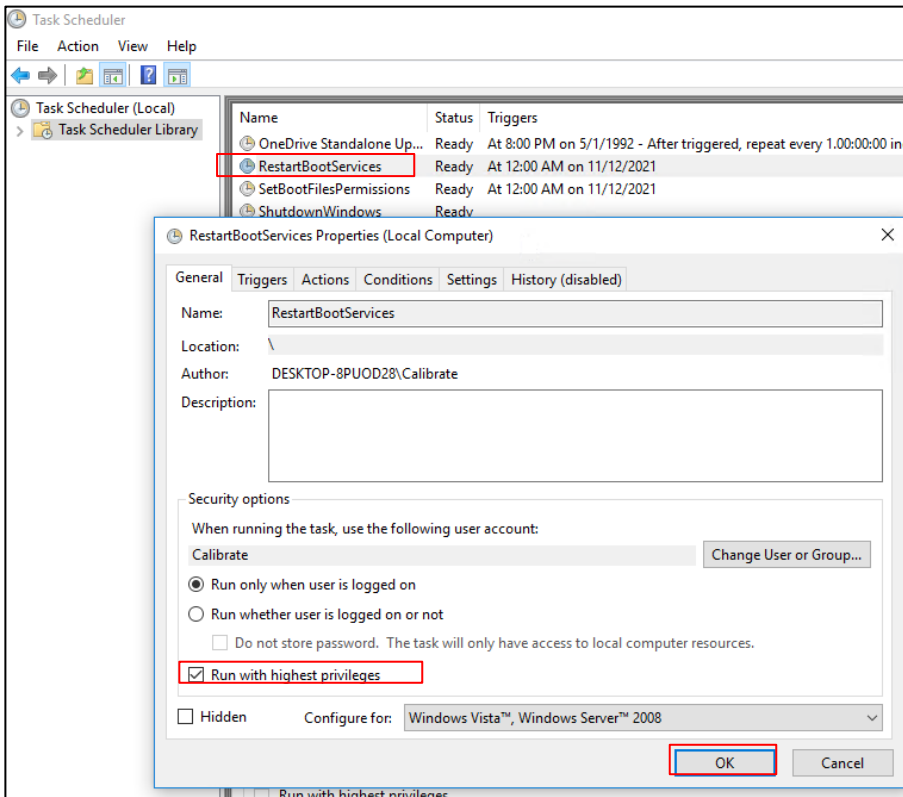 Task Scheduler
File Action View Help
Task Scheduler (Local)
Task Scheduler Library
Name Status Triggers
OneDrive Standalone Up... Ready At 8:00 PM on 5/1/1992 - After triggered, repeat every 1.00:00:00 in
RestartBootServices Ready At 12:00 AM on 11/12/2021
SetBootFilesPermissions Ready At 12:00 AM on 11/12/2021
ShutdownWindows Ready
RestartBootServices Properties (Local Computer)
General Triggers Actions Conditions Settings History (disabled)
Name: RestartBootServices
Location: \
Author: DESKTOP-8PUOD28\Calibrate
Description:
Security options
When running the task, use the following user account:
Calibrate Change User or Group...
Run only when user is logged on
Run whether user is logged on or not
Do not store password. The task will only have access to local computer resources.
Run with highest privileges
Hidden Configure for: Windows Vista™, Windows Server™ 2008
OK Cancel
Run with highest privileges